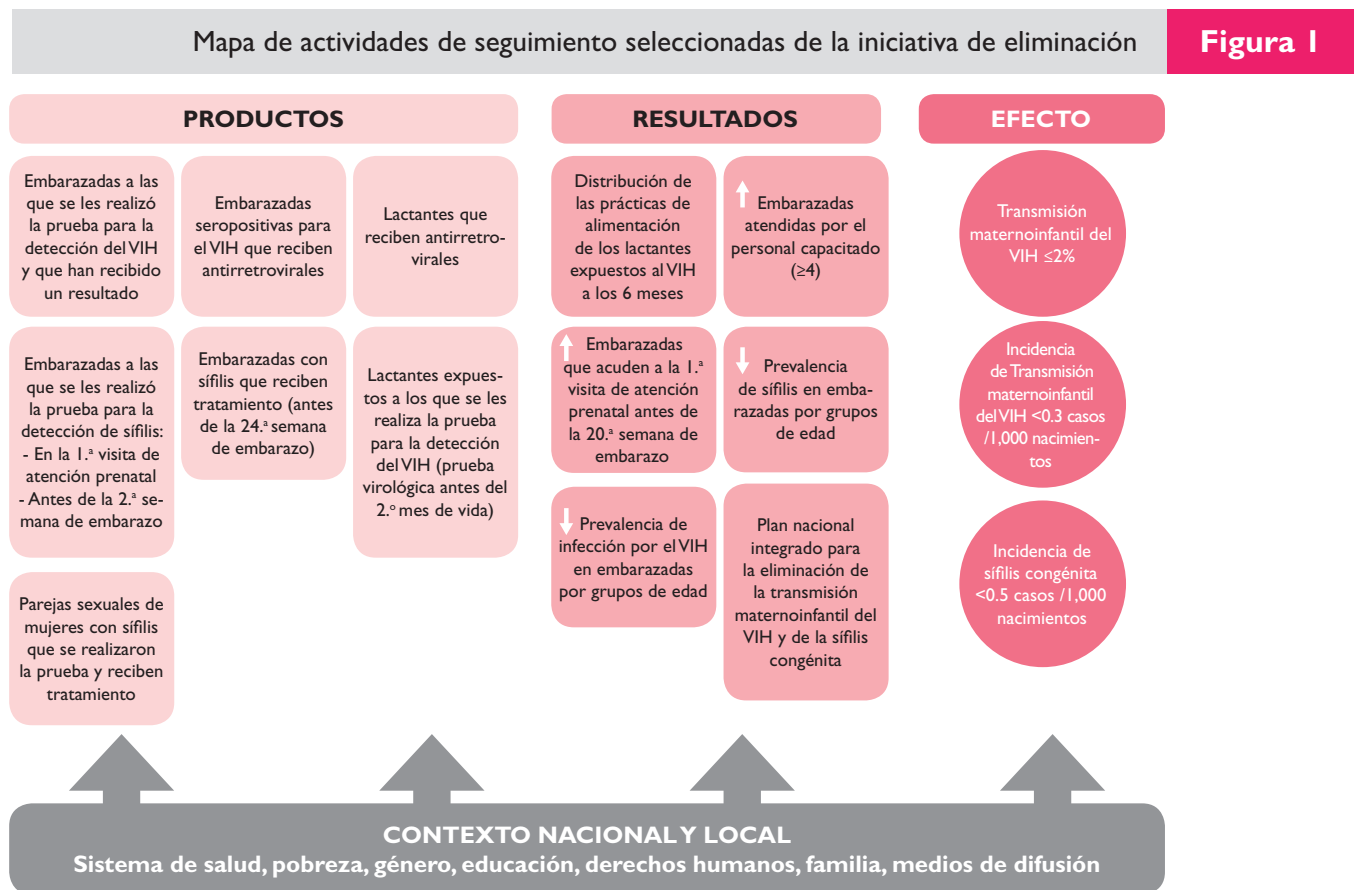 Mapa de actividades de seguimiento seleccionadas de la iniciativa de eliminación
Figura 1
PRODUCTOS
Embarazadas a las
que se les realizó
la prueba para la
detección del VIH
y que han recibido
un resultado
Embarazadas
seropositivas para
el VIH que reciben
antirretrovirales
Lactantes que
reciben antirretro-
virales
Embarazadas a las
que se les realizó
la prueba para la
detección de sífilis:
- En la 1.ª visita de
atención prenatal
- Antes de la 2.ª se-
mana de embarazo
Embarazadas con
sífilis que reciben
tratamiento (antes
de la 24.ª semana
de embarazo)
Lactantes expues-
tos a los que se les
realiza la prueba
para la detección
del VIH (prueba
virológica antes del
2.º mes de vida)
Parejas sexuales de
mujeres con sífilis
que se realizaron
la prueba y reciben
tratamiento
RESULTADOS
Distribución de
las prácticas de
alimentación
de los lactantes
expuestos al VIH
a los 6 meses
Embarazadas
atendidas por el
personal capacitado
(≥4)
Embarazadas
que acuden a la 1.ª
visita de atención
prenatal antes de
la 20.ª semana de
embarazo
Prevalencia
de sífilis en emba-
razadas por grupos
de edad
Prevalencia de
infección por el VIH
en embarazadas
por grupos de edad
Plan nacional
integrado para
la eliminación de
la transmisión
maternoinfantil del
VIH y de la sífilis
congénita
EFECTO
Transmisión
maternoinfantil del
VIH ≤2%
Incidencia
de Transmisión
maternoinfantil
del VIH <0.3 casos
/1,000 nacimien-
tos
Incidencia de
sífilis congénita
<0.5 casos /1,000
nacimientos
CONTEXTO NACIONAL Y LOCAL
Sistema de salud, pobreza, género, educación, derechos humanos, familia, medios de difusión